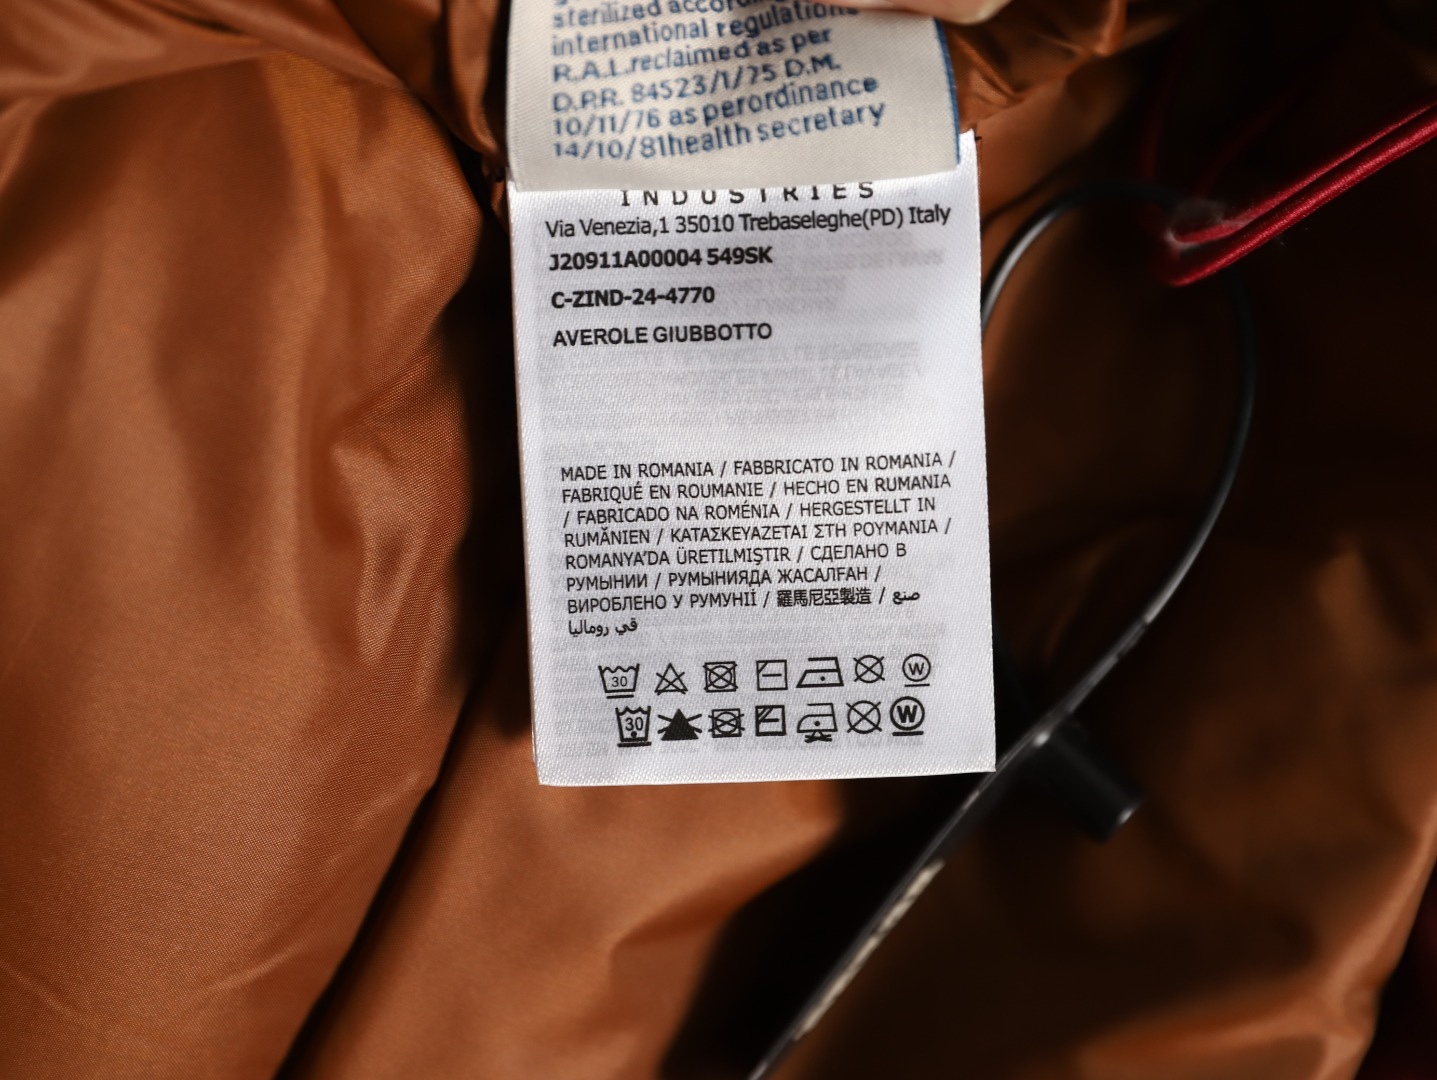 sterilized according
international regulations
R.A.L.reclaimed as per
D.P.R. 84523/1/75 D.M.
10/11/76 as perordinance
14/10/81health secretary
INDUSTRIES
Via Venezia,1 35010 Trebaseleghe(PD) Italy
J20911A00004 549SK
C-ZIND-24-4770
AVEROLE GIUBBOTTO
MADE IN ROMANIA / FABBRICATO IN ROMANIA /
FABRIQUÉ EN ROUMANIE / HECHO EN RUMANIA
/ FABRICADO NA ROMÉNIA / HERGESTELLT IN
RUMĂNIEN / ΚΑΤΑΣΚΕΥΑΖΕΤΑΙ ΣΤΗ ΡΟΥΜΑΝΙΑ /
ROMANYA'DA ÜRETILMIŞTIR / СДЕЛАНО В
РУМЫНИИ / РУМЫНИЯДА ЖАСАЛҒАН /
ВИРОБЛЕНО У РУМУНІЇ / 羅馬尼亞製造 / صنع
في رومانيا
30 W
30 W